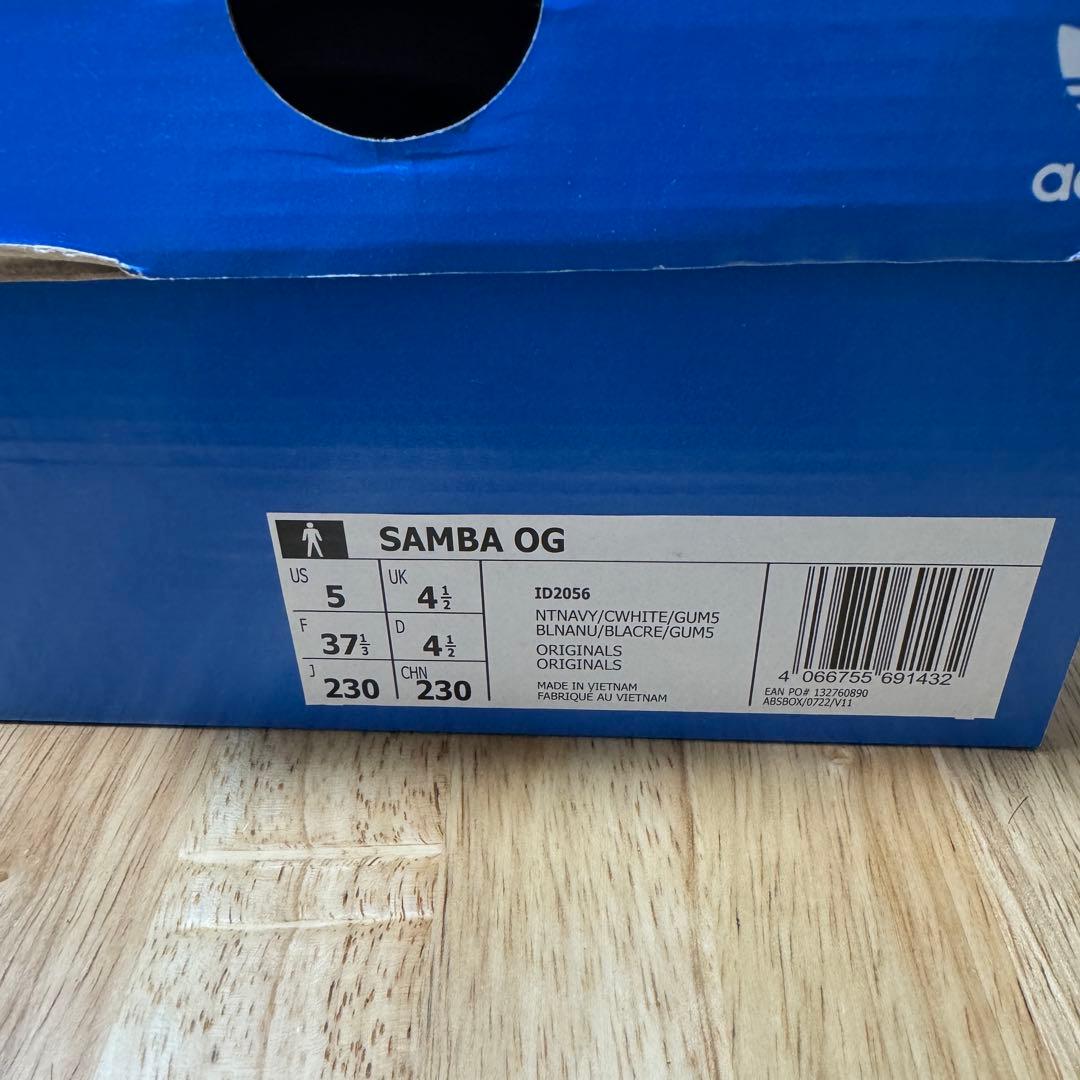 SAMBA OG
US 5 UK 4½
F 37⅓ D 4½
J 230 CHN 230
ID2056
NTNAVY/CWHITE/GUM5
BLNANU/BLACRE/GUM5
ORIGINALS
ORIGINALS
MADE IN VIETNAM
FABRIQUÉ AU VIETNAM
4 066755 691432
EAN PO# 132760890
ABSBOX/0722/V11